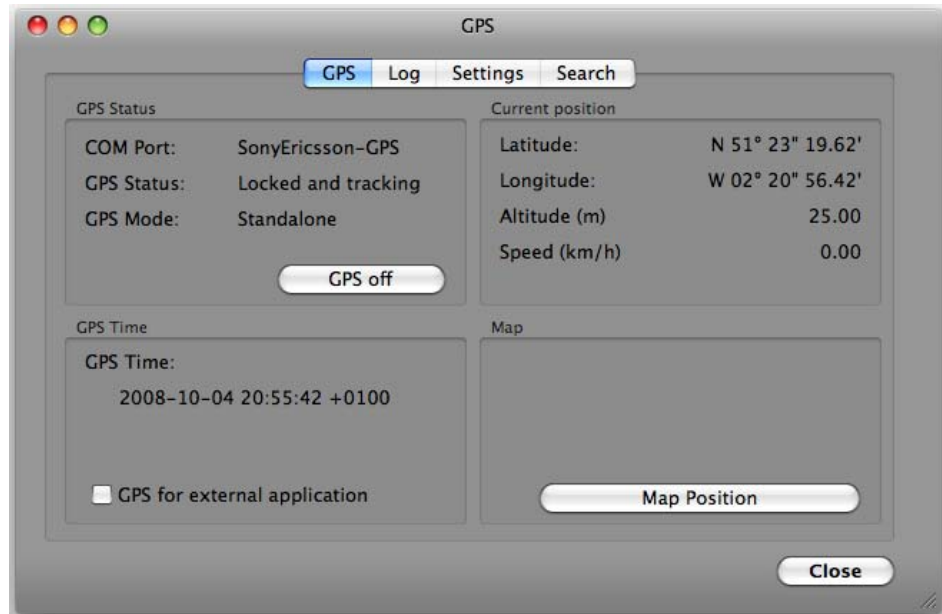 GPS
GPS Log Settings Search
GPS Status
COM Port: SonyEricsson-GPS
GPS Status: Locked and tracking
GPS Mode: Standalone
GPS off
Current position
Latitude: N 51° 23" 19.62'
Longitude: W 02° 20" 56.42'
Altitude (m) 25.00
Speed (km/h) 0.00
GPS Time
GPS Time:
2008-10-04 20:55:42 +0100
GPS for external application
Map
Map Position
Close